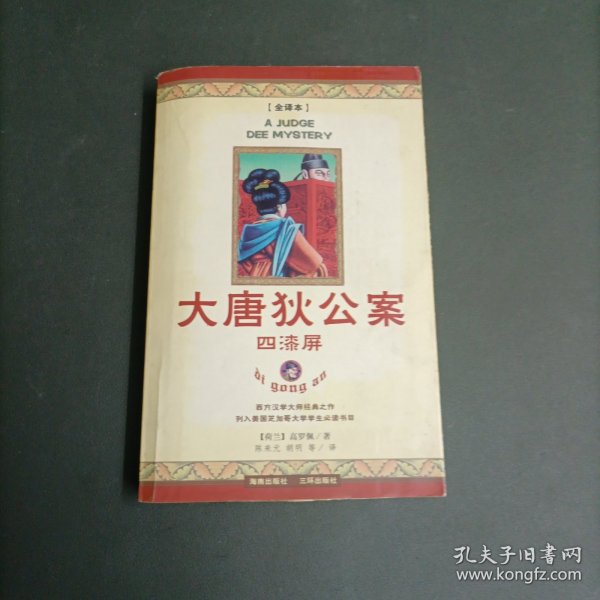 【全译本】
A JUDGE
DEE MYSTERY
大唐狄公案
四漆屏
di gong an
西方汉学大师经典之作
列入美国芝加哥大学学生必读书目
【荷兰】高罗佩/著
陈来元 胡明 等/译
海南出版社 三环出版社
孔夫子旧书网
www.kongfz.com